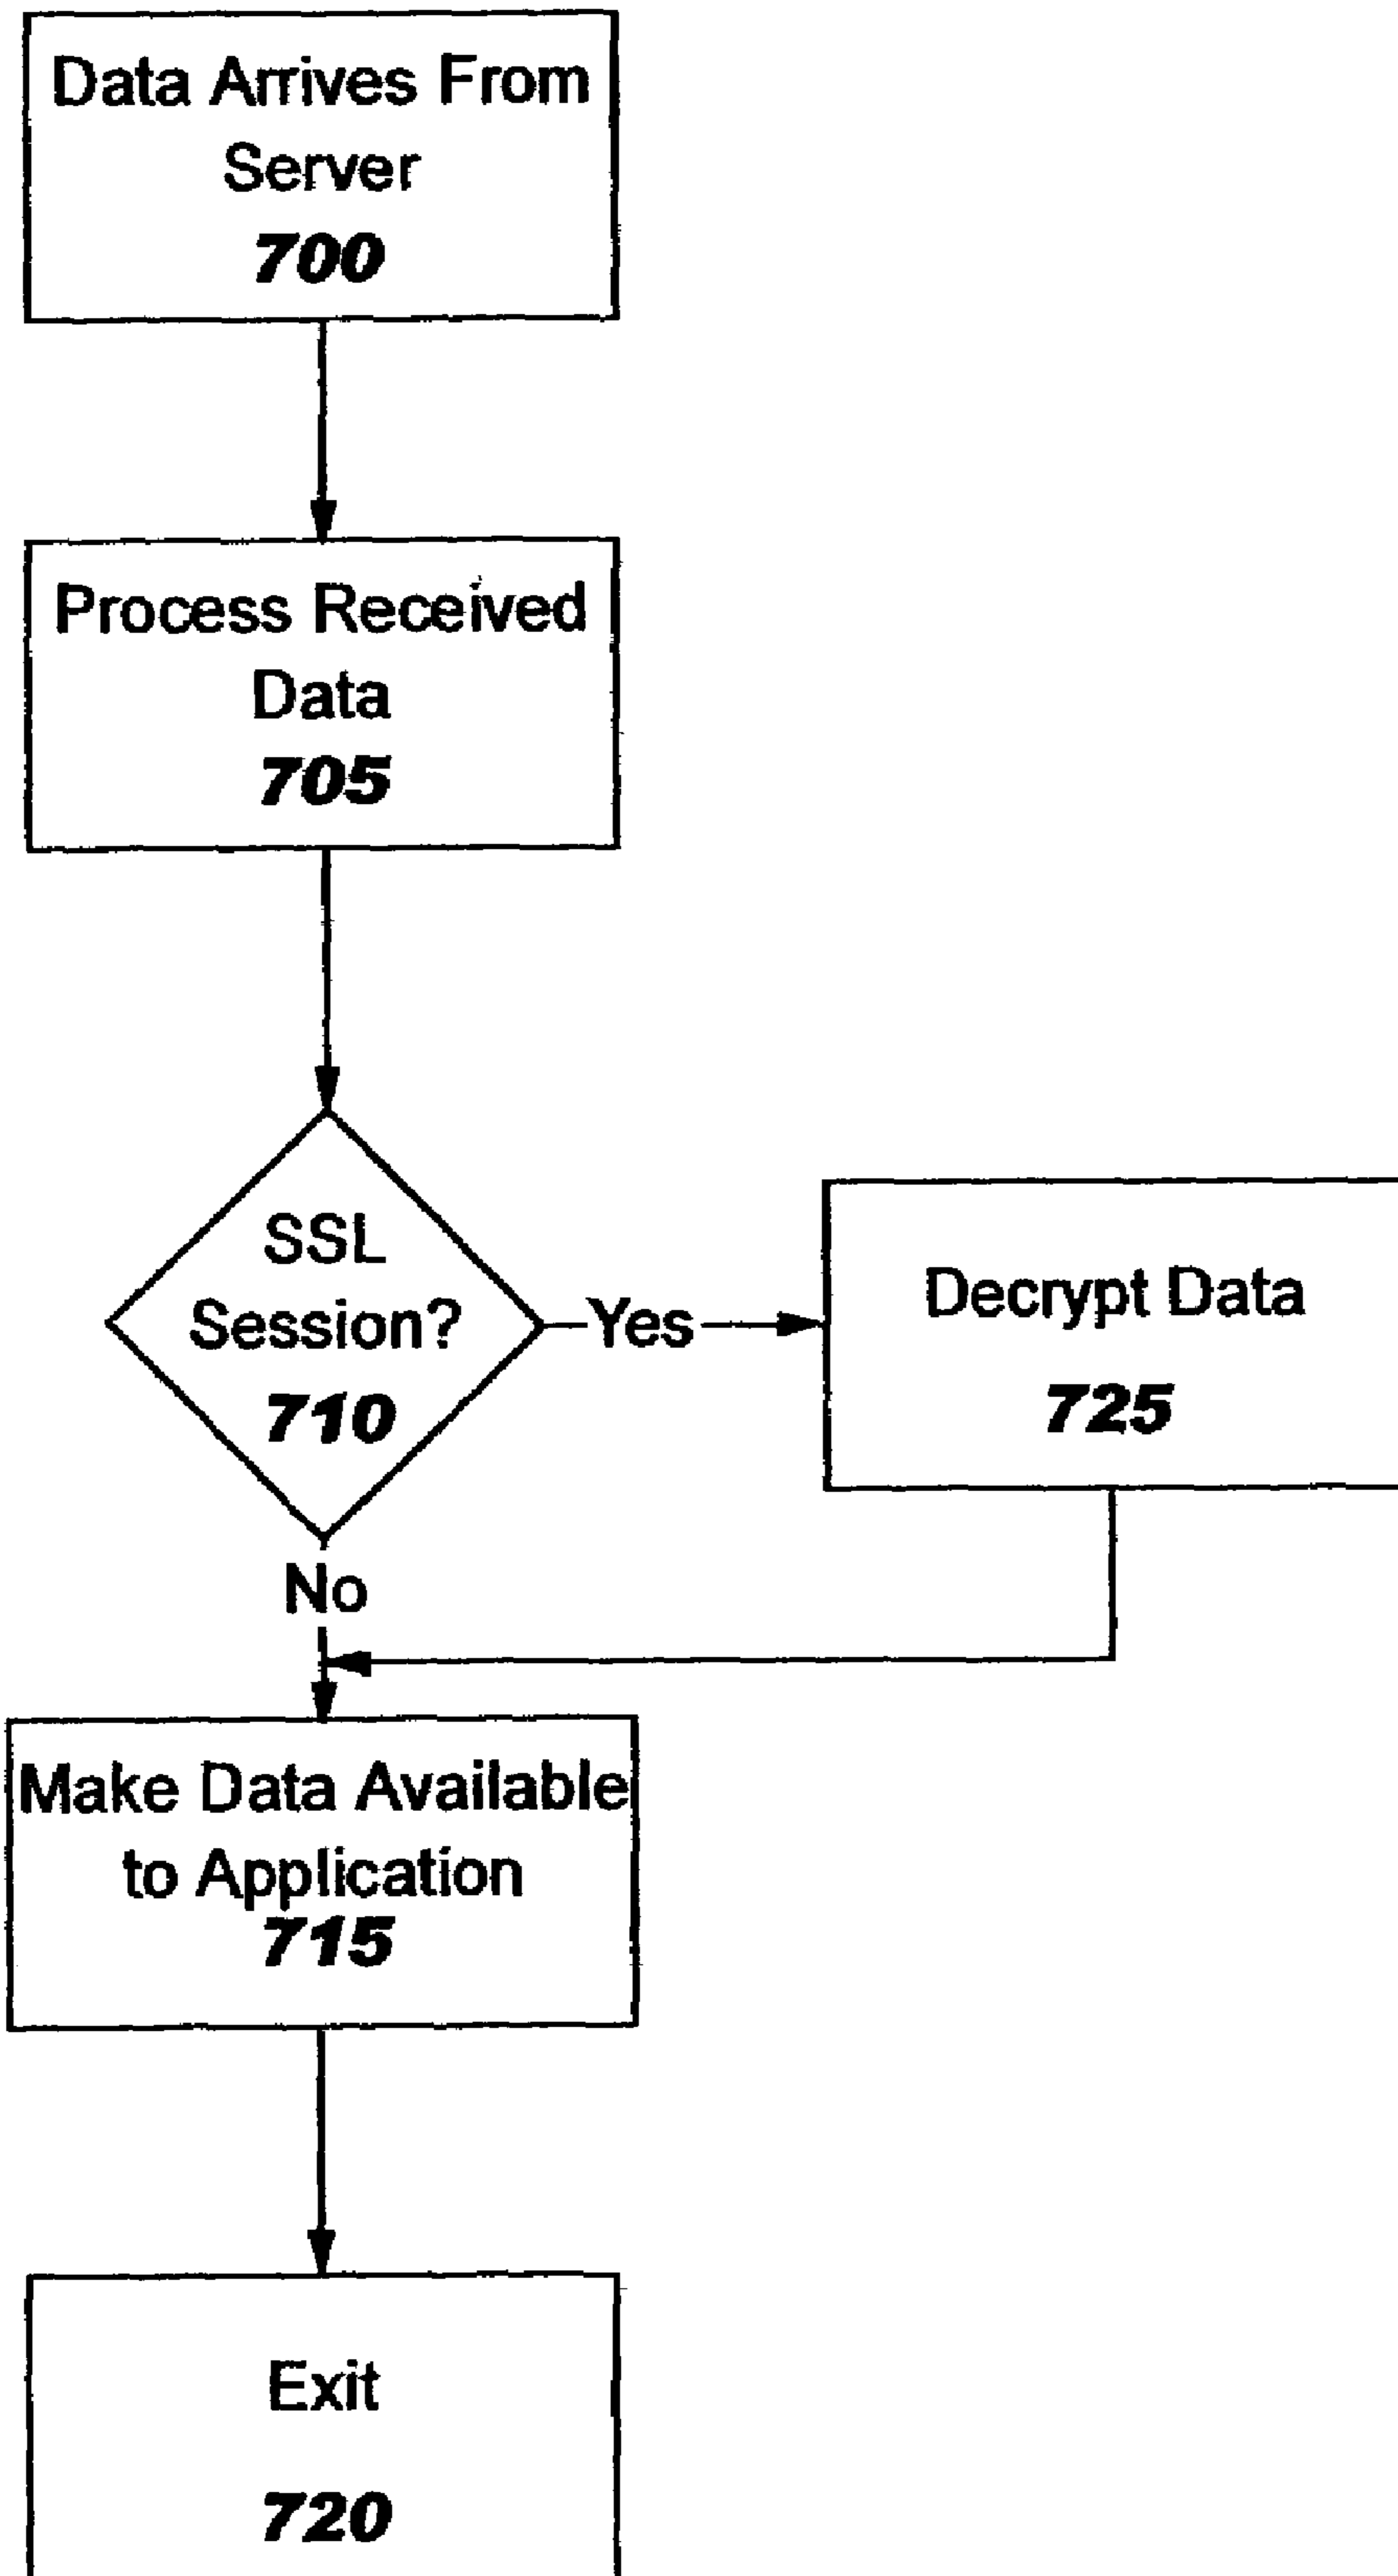 Data Arrives From
Server
700
Process Received
Data
705
SSL
Session?
710
Yes
Decrypt Data
725
No
Make Data Available
to Application
715
Exit
720